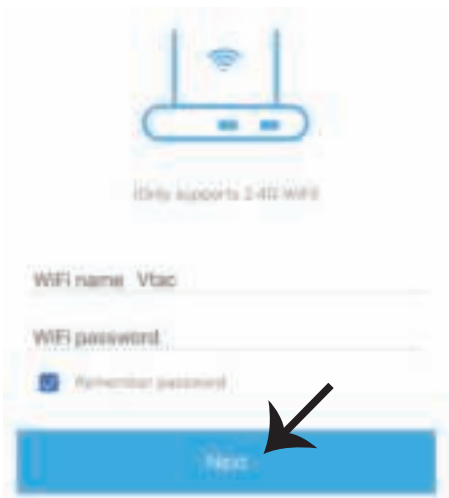 (Only supports 2.4G WiFi)
WiFi name Vtac
WiFi password
Remember password
Next